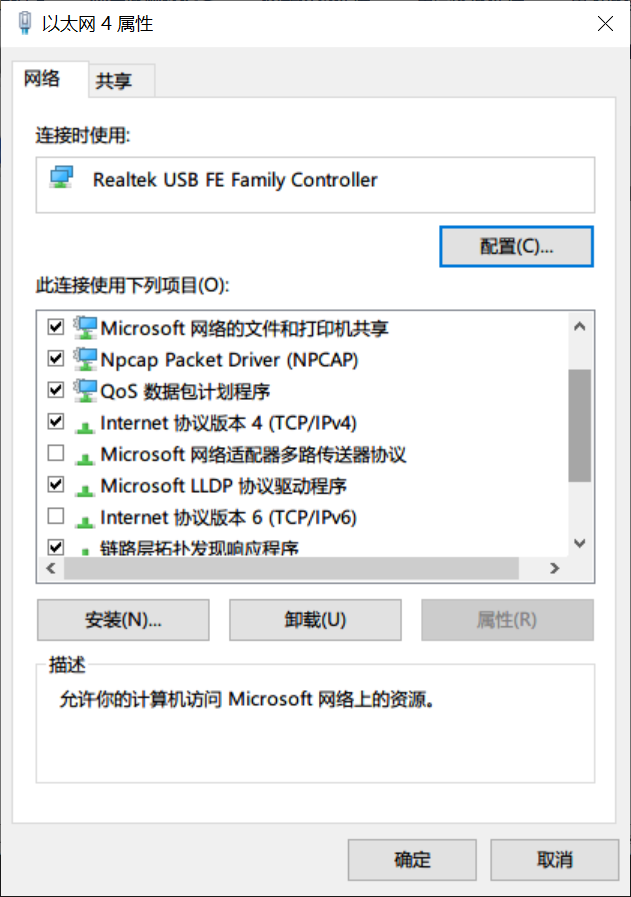 以太网 4 属性
网络
共享
连接时使用:
Realtek USB FE Family Controller
配置(C)...
此连接使用下列项目(O):
Microsoft 网络的文件和打印机共享
Npcap Packet Driver (NPCAP)
QoS 数据包计划程序
Internet 协议版本 4 (TCP/IPv4)
Microsoft 网络适配器多路传送器协议
Microsoft LLDP 协议驱动程序
Internet 协议版本 6 (TCP/IPv6)
链路层拓扑发现响应程序
安装(N)...
卸载(U)
属性(R)
描述
允许你的计算机访问 Microsoft 网络上的资源。
确定
取消